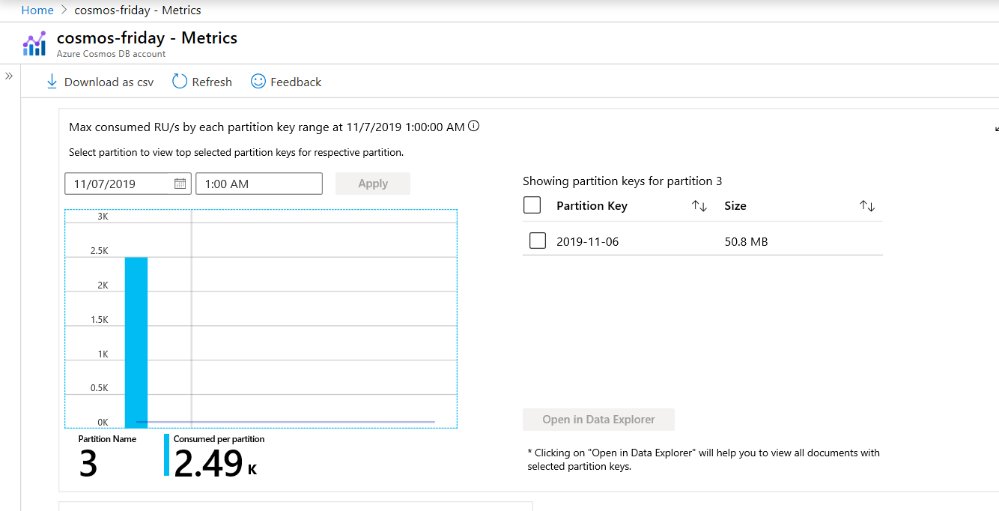 Home > cosmos-friday - Metrics
cosmos-friday - Metrics
Azure Cosmos DB account
Download as csv Refresh Feedback
Max consumed RU/s by each partition key range at 11/7/2019 1:00:00 AM
Select partition to view top selected partition keys for respective partition.
11/07/2019 1:00 AM Apply
3K
2.5K
2K
1.5K
1K
0.5K
0K
Partition Name
3
Consumed per partition
2.49 K
Showing partition keys for partition 3
Partition Key Size
2019-11-06 50.8 MB
Open in Data Explorer
* Clicking on "Open in Data Explorer" will help you to view all documents with
selected partition keys.